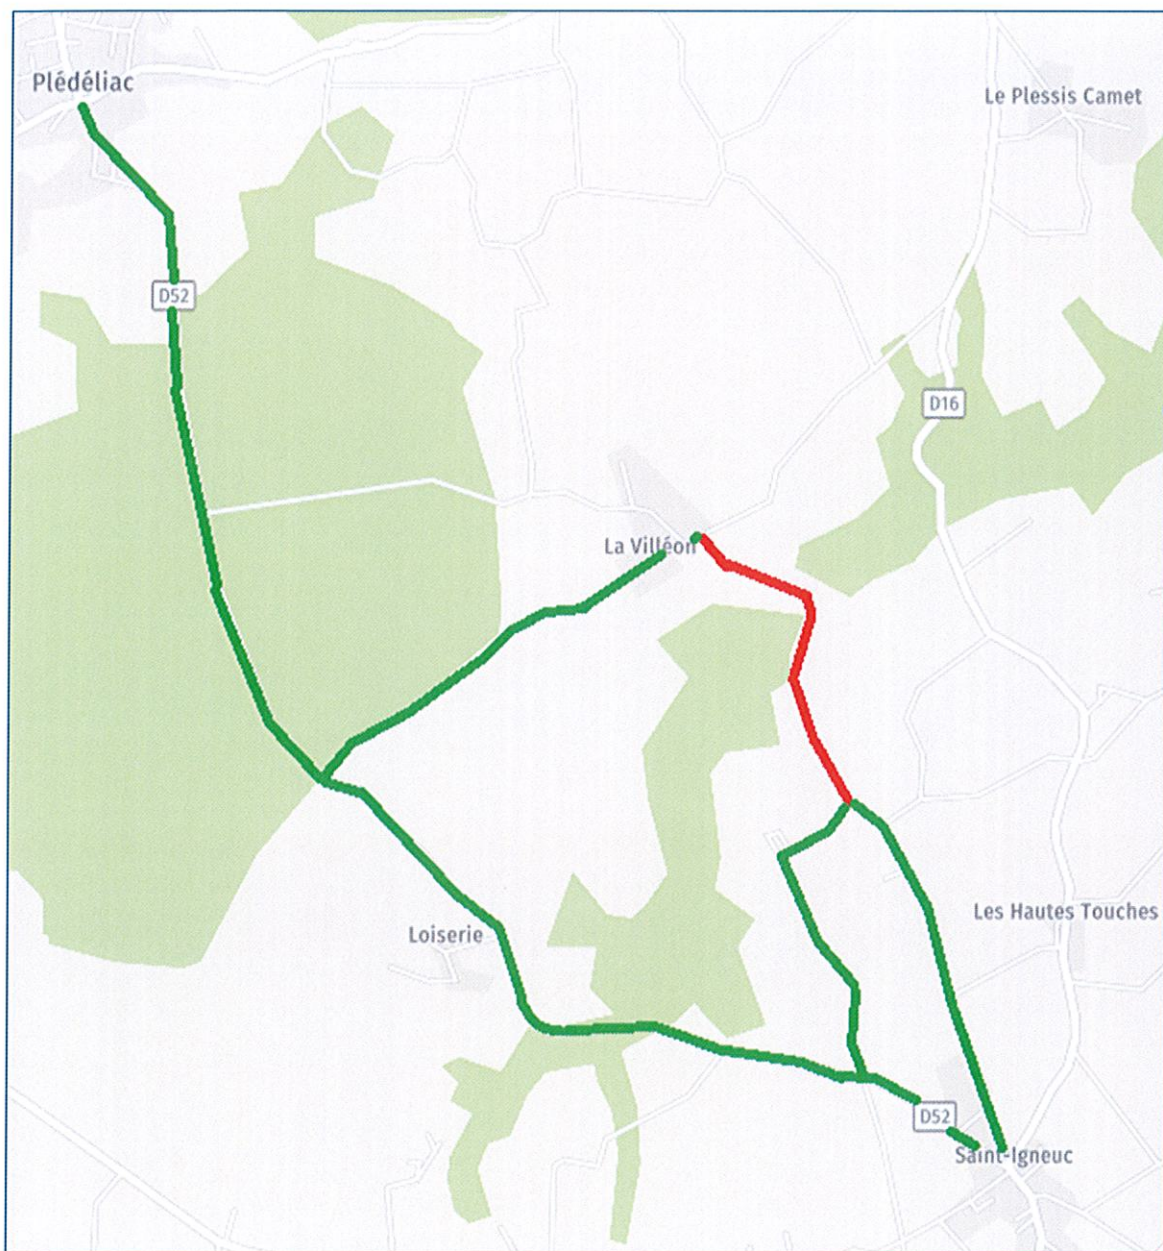 Plédéliac
Le Plessis Camet
D52
D16
La Villéon
Les Hautes Touches
Loiserie
D52
Saint-Igneuc